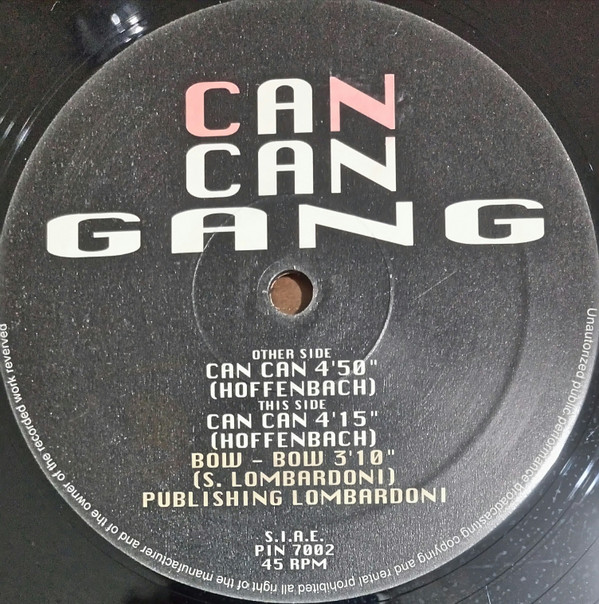 CAN
CAN
GANG
OTHER SIDE
CAN CAN 4'50"
(HOFFENBACH)
THIS SIDE
CAN CAN 4'15"
(HOFFENBACH)
BOW - BOW 3'10"
(S. LOMBARDONI)
PUBLISHING LOMBARDONI
S.I.A.E.
PIN 7002
45 RPM
Unautorized public performance broadcasting copying and rental prohibited all right of the manufacturer and of the owner of the recorded work reverved